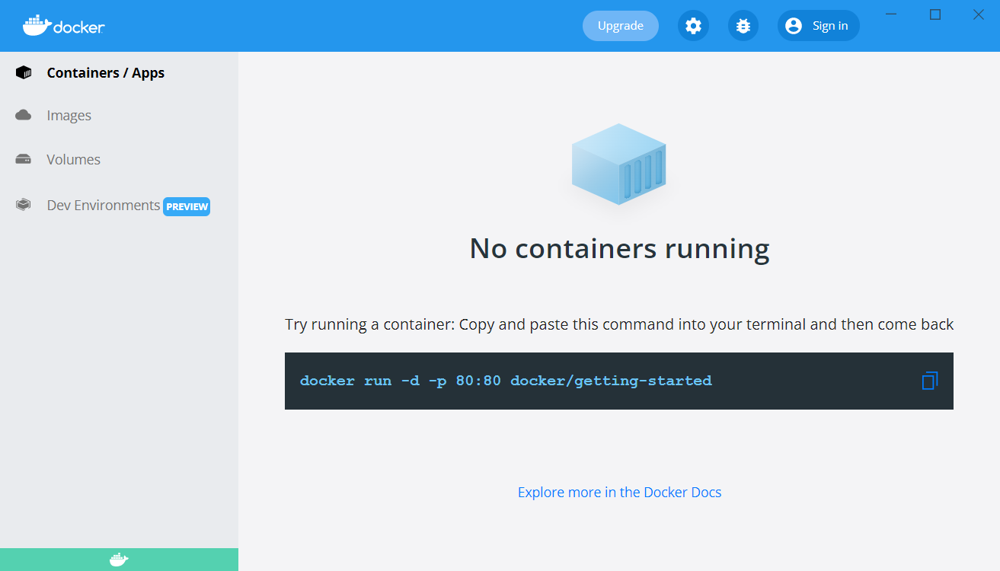 docker
Upgrade
Sign in
Containers / Apps
Images
Volumes
Dev Environments PREVIEW
No containers running
Try running a container: Copy and paste this command into your terminal and then come back
docker run -d -p 80:80 docker/getting-started
Explore more in the Docker Docs